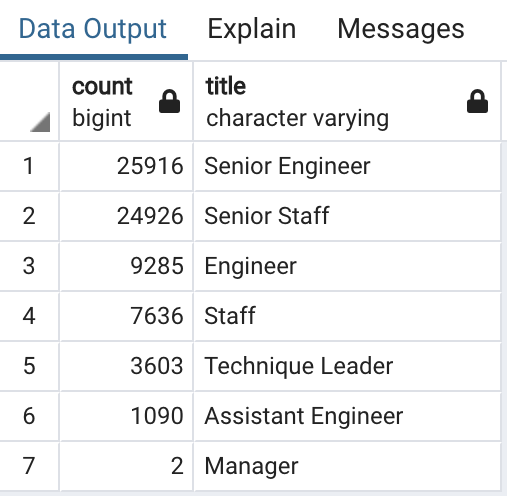 Data Output Explain Messages
count title
bigint character varying
1 25916 Senior Engineer
2 24926 Senior Staff
3 9285 Engineer
4 7636 Staff
5 3603 Technique Leader
6 1090 Assistant Engineer
7 2 Manager